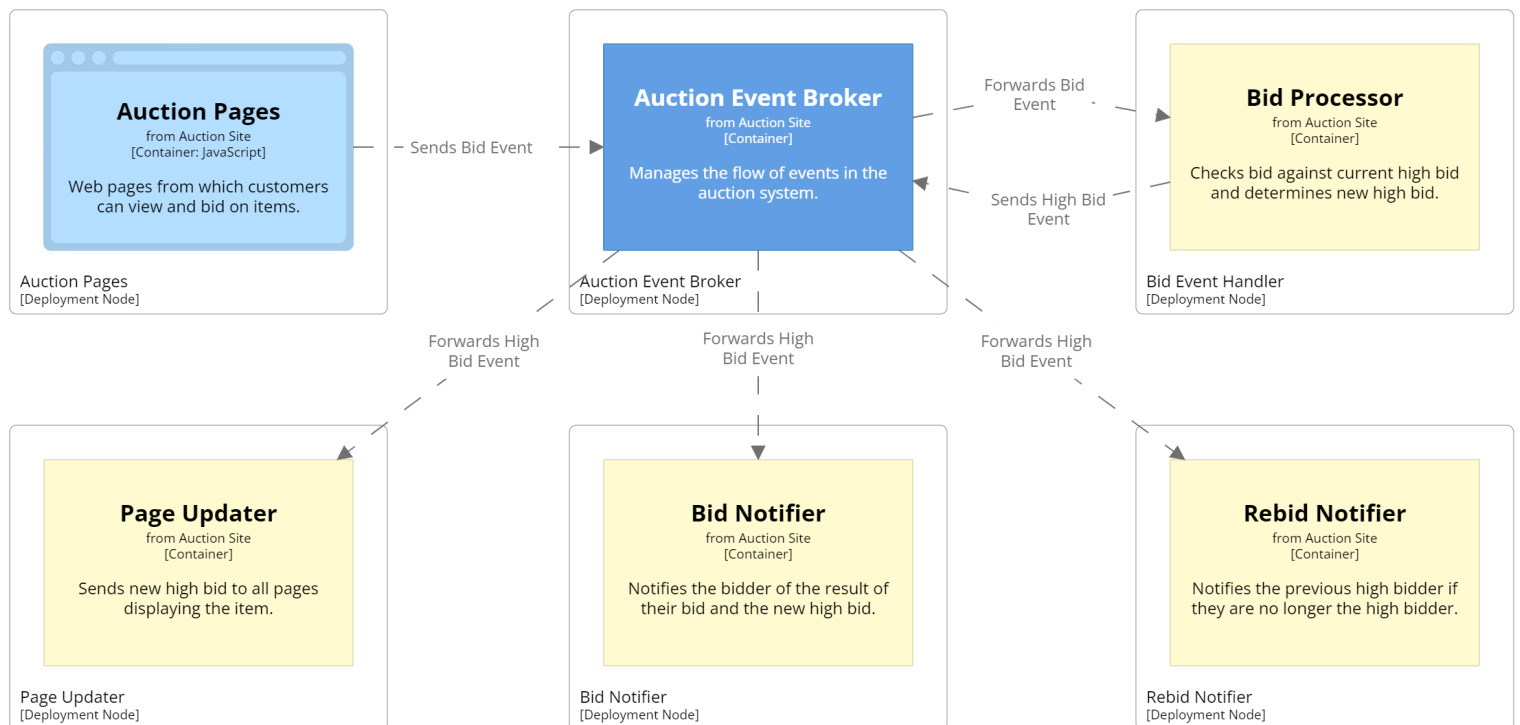 Auction Pages
from Auction Site
[Container: JavaScript]
Web pages from which customers
can view and bid on items.
Auction Pages
[Deployment Node]
Sends Bid Event
Auction Event Broker
from Auction Site
[Container]
Manages the flow of events in the
auction system.
Auction Event Broker
[Deployment Node]
Forwards Bid
Event
Sends High Bid
Event
Bid Processor
from Auction Site
[Container]
Checks bid against current high bid
and determines new high bid.
Bid Event Handler
[Deployment Node]
Forwards High
Bid Event
Forwards High
Bid Event
Forwards High
Bid Event
Page Updater
from Auction Site
[Container]
Sends new high bid to all pages
displaying the item.
Page Updater
[Deployment Node]
Bid Notifier
from Auction Site
[Container]
Notifies the bidder of the result of
their bid and the new high bid.
Bid Notifier
[Deployment Node]
Rebid Notifier
from Auction Site
[Container]
Notifies the previous high bidder if
they are no longer the high bidder.
Rebid Notifier
[Deployment Node]